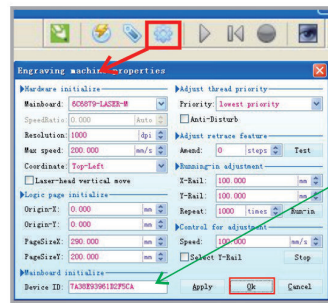 Engraving machine properties
Hardware initialize
Mainboard: 6C6879-LASER-M
SpeedRatio: 0.000 Auto
Resolution: 1000 dpi
Max speed: 200.000 mm/s
Coordinate: Top-Left
Laser-head vertical move
Logic page initialize
Origin-X: 0.000 mm
Origin-Y: 0.000 mm
PageSizeX: 290.000 mm
PageSizeY: 200.000 mm
Mainboard initialize
Device ID: 7A38E93961B2F5CA
Adjust thread priority
Priority: lowest priority
Anti-Disturb
Adjust retrace feature
Amend: 0 steps Test
Running-in adjustment
X-Rail: 100.000 mm
Y-Rail: 100.000 mm
Repeat: 1000 times Run-in
Control for adjustment
Speed: 100.000 mm/s
Select Y-Rail Stop
Apply Ok Cancel